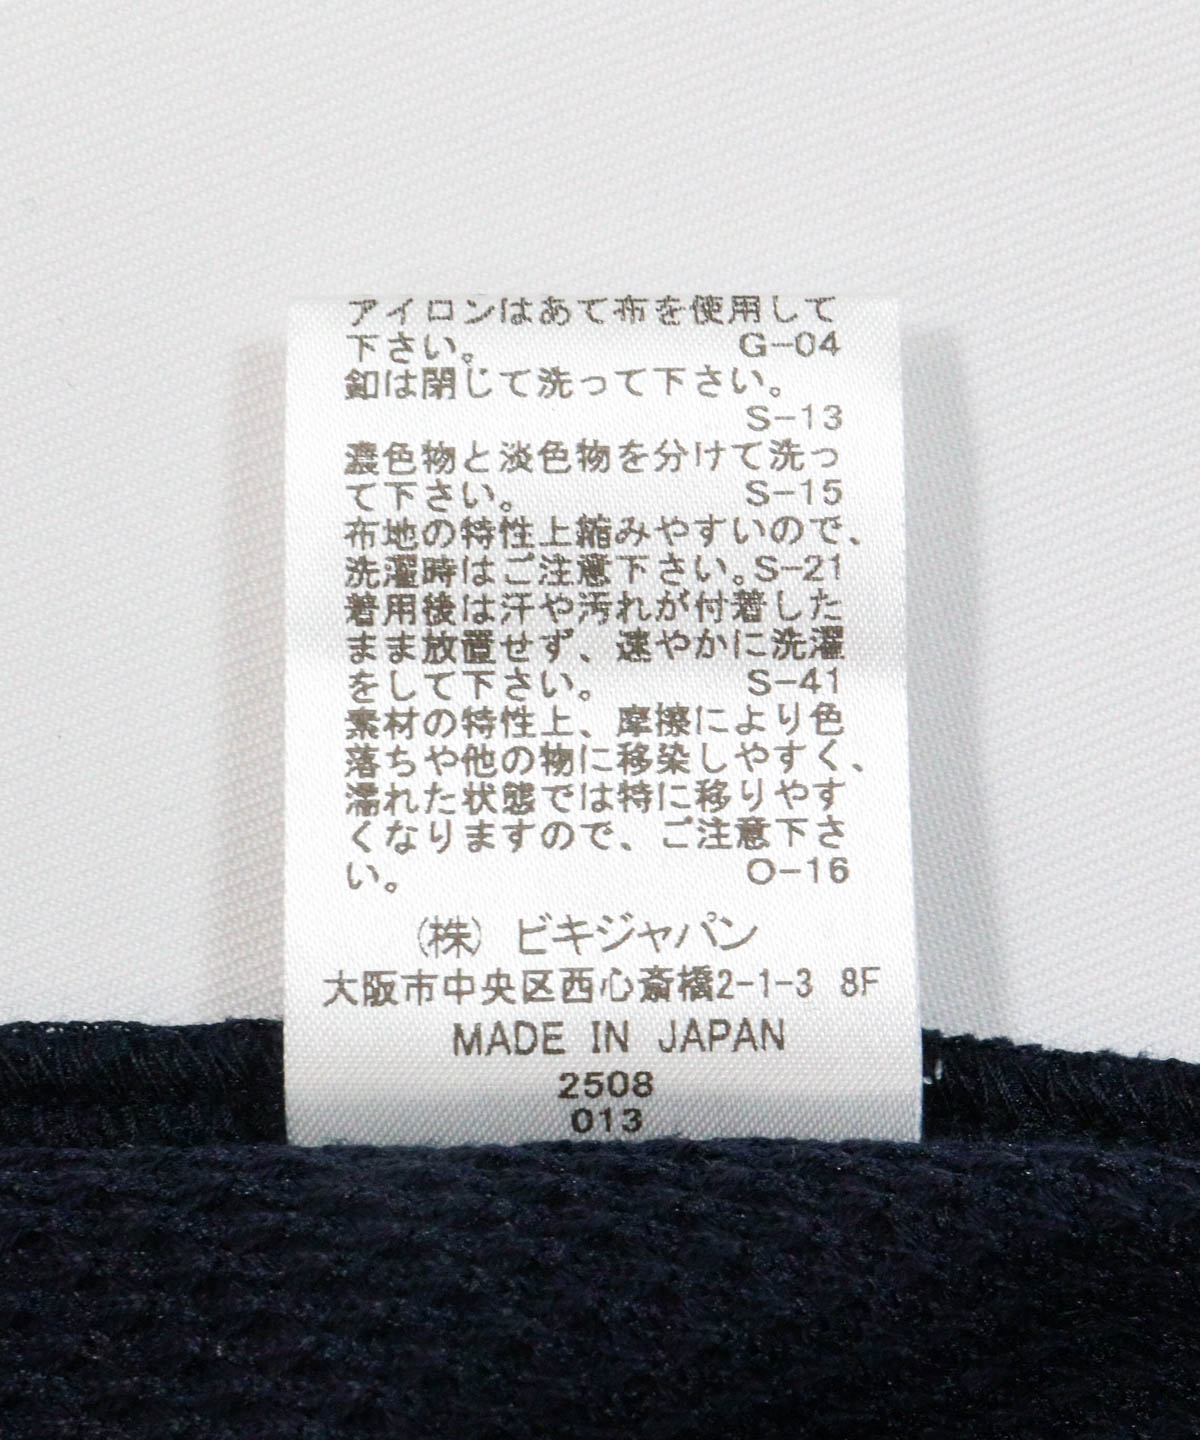 アイロンはあて布を使用して
下さい。 G-04
釦は閉じて洗って下さい。
S-13
濃色物と淡色物を分けて洗っ
て下さい。 S-15
布地の特性上縮みやすいので、
洗濯時はご注意下さい。S-21
着用後は汗や汚れが付着した
まま放置せず、速やかに洗濯
をして下さい。 S-41
素材の特性上、摩擦により色
落ちや他の物に移染しやすく、
濡れた状態では特に移りやす
くなりますので、ご注意下さ
い。 O-16
(株) ビキジャパン
大阪市中央区西心斎橋2-1-3 8F
MADE IN JAPAN
2508
013